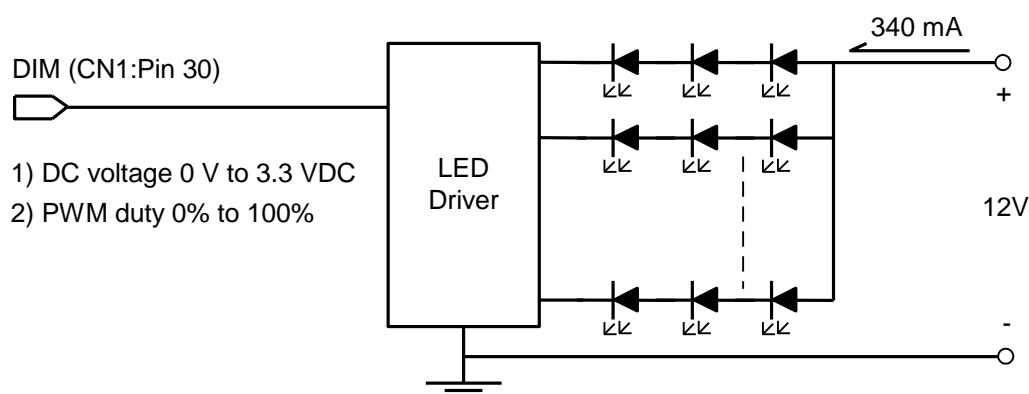 340 mA
DIM (CN1:Pin 30)
+
1) DC voltage 0 V to 3.3 VDC
2) PWM duty 0% to 100%
LED
Driver
12V
-